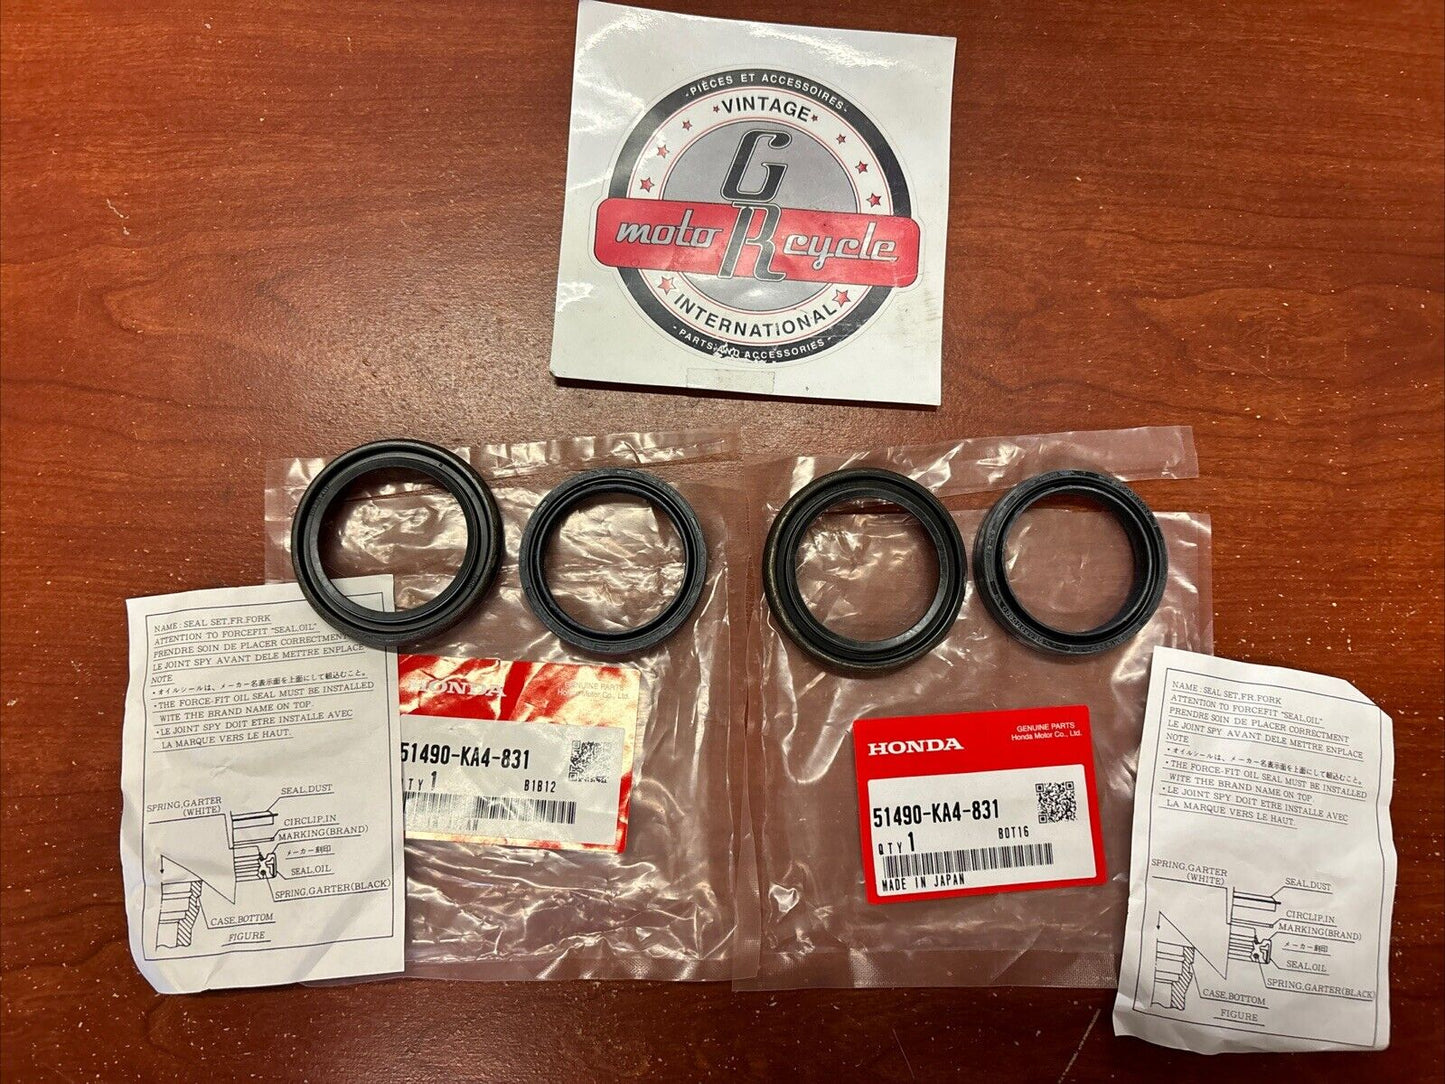 -PIÈCES ET ACCESSOIRES-
VINTAGE
GR
motorcycle
INTERNATIONAL
-PARTS AND ACCESSORIES-
NAME : SEAL SET, FR. FORK
ATTENTION TO FORCEFIT "SEAL, OIL"
PRENDRE SOIN DE PLACER CORRECTMENT
LE JOINT SPY AVANT DELE METTRE ENPLACE
NOTE
・オイルシールは、メーカー名表示面を上面にして組込むこと。
・THE FORCE-FIT OIL SEAL MUST BE INSTALLED
WITE THE BRAND NAME ON TOP.
・LE JOINT SPY DOIT ETRE INSTALLE AVEC
LA MARQUE VERS LE HAUT.
SPRING, GARTER
(WHITE)
SEAL, DUST
CIRCLIP, IN
MARKING(BRAND)
メーカー刻印
SEAL, OIL
SPRING, GARTER(BLACK)
CASE, BOTTOM
FIGURE
HONDA
GENUINE PARTS
Honda Motor Co., Ltd.
51490-KA4-831
QTY 1
B1B12
HONDA
GENUINE PARTS
Honda Motor Co., Ltd.
51490-KA4-831
QTY 1
BOT16
MADE IN JAPAN
NAME : SEAL SET, FR. FORK
ATTENTION TO FORCEFIT "SEAL, OIL"
PRENDRE SOIN DE PLACER CORRECTMENT
LE JOINT SPY AVANT DELE METTRE ENPLACE
NOTE
・オイルシールは、メーカー名表示面を上面にして組込むこと。
・THE FORCE-FIT OIL SEAL MUST BE INSTALLED
WITE THE BRAND NAME ON TOP.
・LE JOINT SPY DOIT ETRE INSTALLE AVEC
LA MARQUE VERS LE HAUT.
SPRING, GARTER
(WHITE)
SEAL, DUST
CIRCLIP, IN
MARKING(BRAND)
メーカー刻印
SEAL, OIL
SPRING, GARTER(BLACK)
CASE, BOTTOM
FIGURE